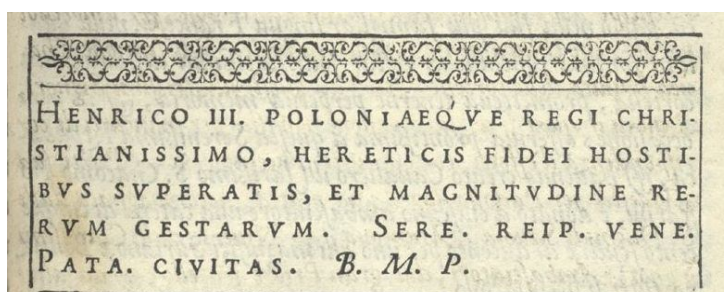 HENRICO III. POLONIAEQ́VE REGI CHRI-
STIANISSIMO, HERETICIS FIDEI HOSTI-
BVS SVPERATIS, ET MAGNITVDINE RE-
RVM GESTARVM. SERE. REIP. VENE.
PATA. CIVITAS. B. M. P.